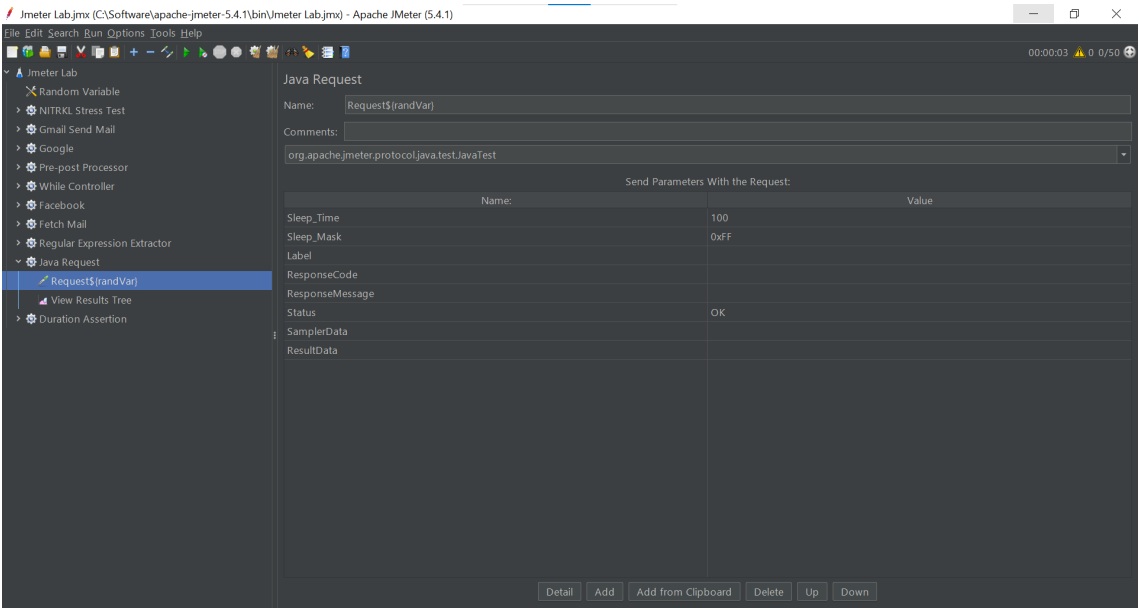 Jmeter Lab.jmx (C:\Software\apache-jmeter-5.4.1\bin\Jmeter Lab.jmx) - Apache JMeter (5.4.1)
File Edit Search Run Options Tools Help
00:00:03 0 0/50
Jmeter Lab
Random Variable
NITRKL Stress Test
Gmail Send Mail
Google
Pre-post Processor
While Controller
Facebook
Fetch Mail
Regular Expression Extractor
Java Request
Request${randVar}
View Results Tree
Duration Assertion
Java Request
Name: Request${randVar}
Comments:
org.apache.jmeter.protocol.java.test.JavaTest
Send Parameters With the Request:
Name: Value
Sleep_Time 100
Sleep_Mask 0xFF
Label
ResponseCode
ResponseMessage
Status OK
SamplerData
ResultData
Detail Add Add from Clipboard Delete Up Down